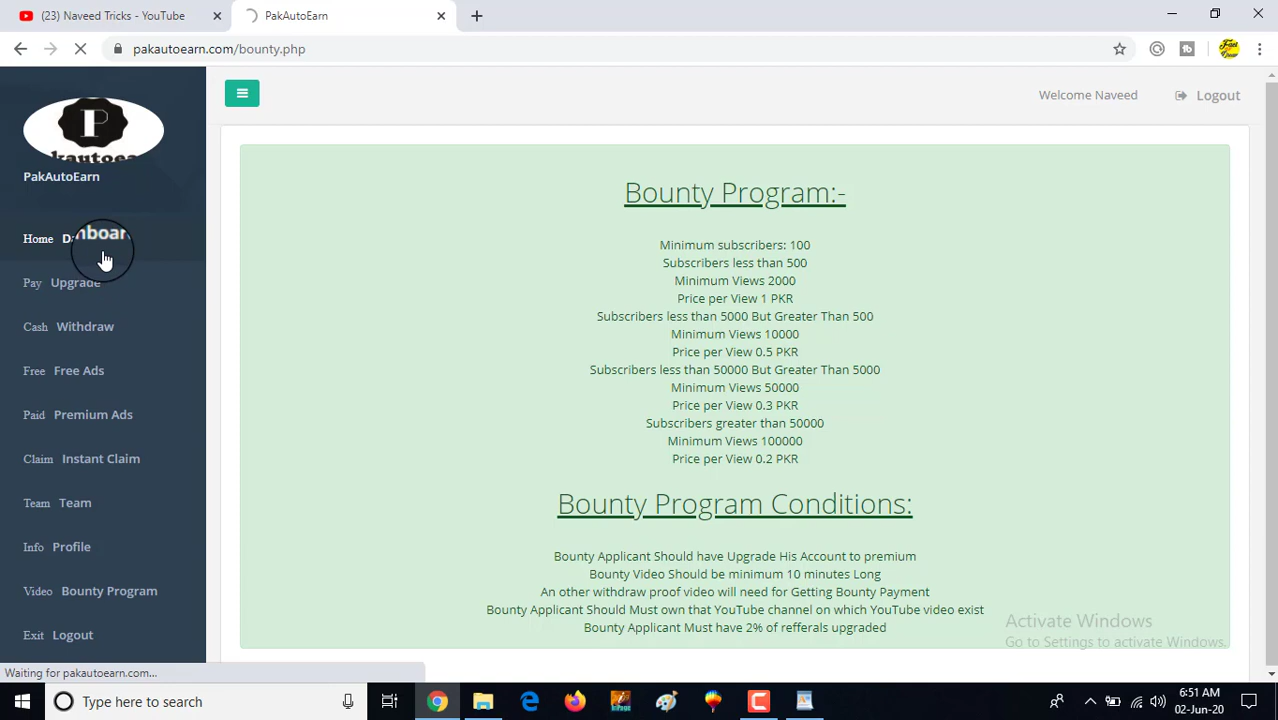 (23) Naveed Tricks - YouTube
PakAutoEarn
pakautoearn.com/bounty.php
P
PakAutoEarn
Welcome Naveed
Logout
Home
Pay Upgrade
Cash Withdraw
Free Free Ads
Paid Premium Ads
Claim Instant Claim
Team Team
Info Profile
Video Bounty Program
Exit Logout
Bounty Program:-
Minimum subscribers: 100
Subscribers less than 500
Minimum Views 2000
Price per View 1 PKR
Subscribers less than 5000 But Greater Than 500
Minimum Views 10000
Price per View 0.5 PKR
Subscribers less than 50000 But Greater Than 5000
Minimum Views 50000
Price per View 0.3 PKR
Subscribers greater than 50000
Minimum Views 100000
Price per View 0.2 PKR
Bounty Program Conditions:
Bounty Applicant Should have Upgrade His Account to premium
Bounty Video Should be minimum 10 minutes Long
An other withdraw proof video will need for Getting Bounty Payment
Bounty Applicant Should Must own that YouTube channel on which YouTube video exist
Bounty Applicant Must have 2% of refferals upgraded
Activate Windows
Go to Settings to activate Windows.
Waiting for pakautoearn.com...
Type here to search
6:51 AM
02-Jun-20